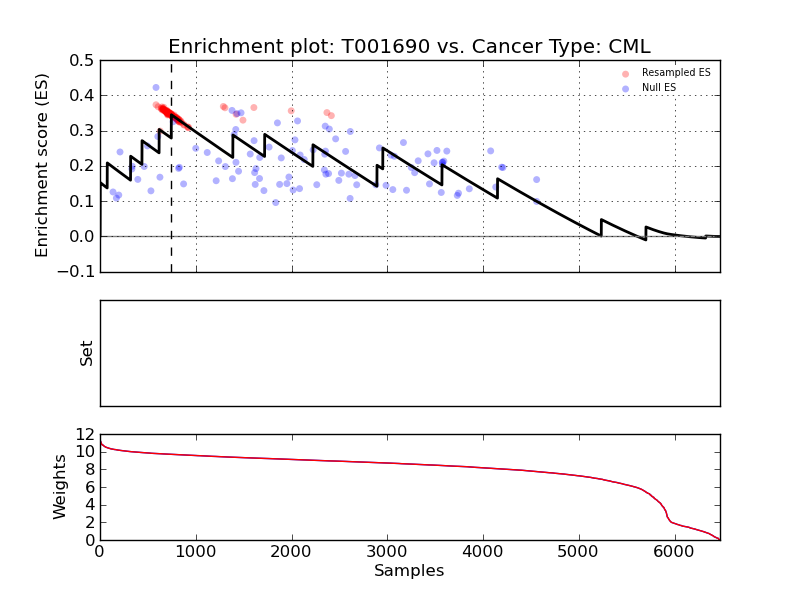 Enrichment plot: T001690 vs. Cancer Type: CML
0.5
0.4
0.3
0.2
0.1
0.0
−0.1
Enrichment score (ES)
Resampled ES
Null ES
Set
12
10
8
6
4
2
0
Weights
0 1000 2000 3000 4000 5000 6000
Samples